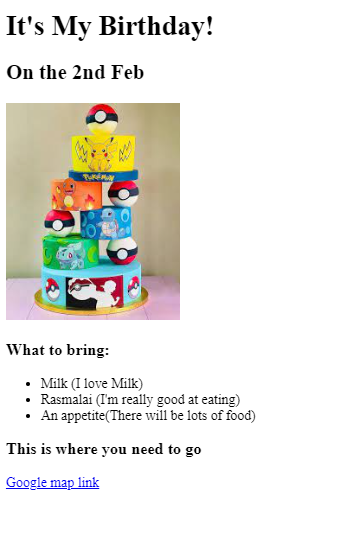 It's My Birthday!
On the 2nd Feb
POKéMON
What to bring:
Milk (I love Milk)
Rasmalai (I'm really good at eating)
An appetite(There will be lots of food)
This is where you need to go
Google map link